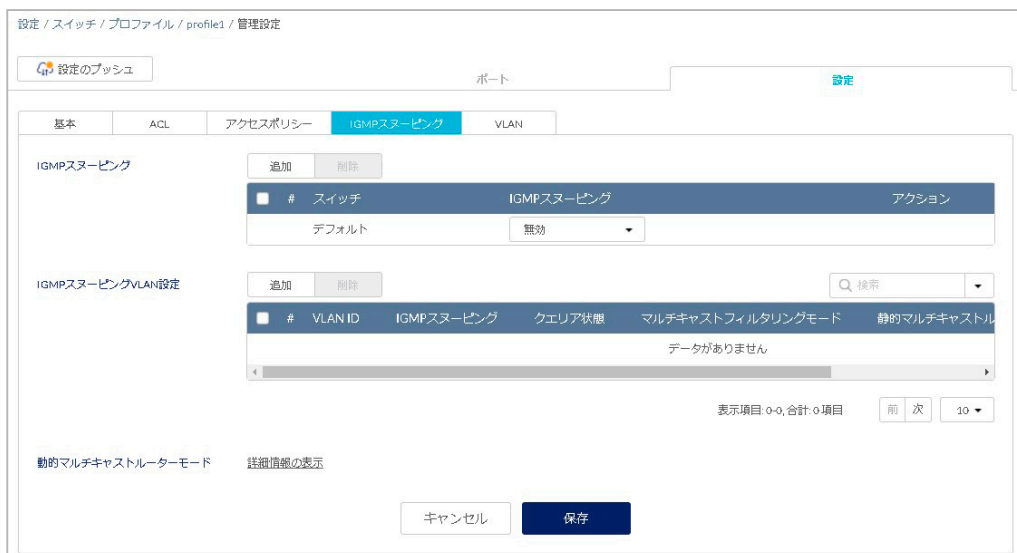 設定 / スイッチ / プロファイル / profile1 / 管理設定
設定のプッシュ
ポート
設定
基本 ACL アクセスポリシー IGMPスヌーピング VLAN
IGMPスヌーピング 追加 削除
# スイッチ IGMPスヌーピング アクション
デフォルト 無効
IGMPスヌーピングVLAN設定 追加 削除 検索
# VLAN ID IGMPスヌーピング クエリア状態 マルチキャストフィルタリングモード 静的マルチキャストル
データがありません
表示項目: 0-0, 合計: 0 項目 前 次 10
動的マルチキャストルーターモード 詳細情報の表示
キャンセル 保存